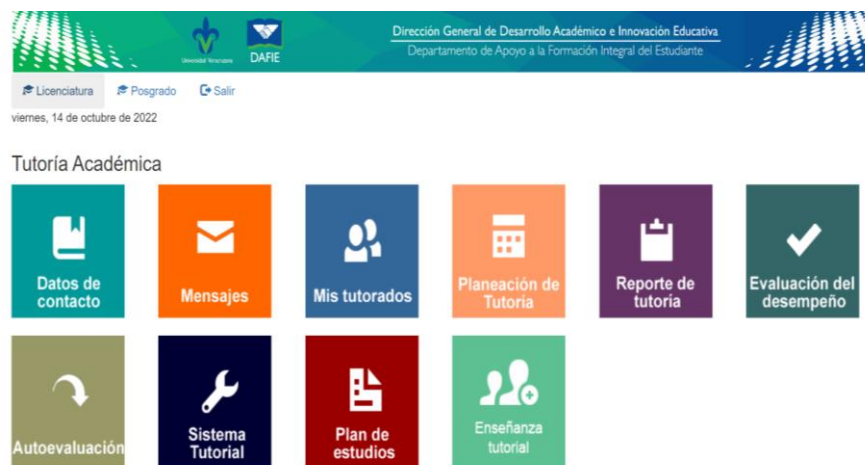 Universidad Veracruzana
DAFIE
Dirección General de Desarrollo Académico e Innovación Educativa
Departamento de Apoyo a la Formación Integral del Estudiante
Licenciatura
Posgrado
Salir
viernes, 14 de octubre de 2022
Tutoría Académica
Datos de
contacto
Mensajes
Mis tutorados
Planeación de
Tutoría
Reporte de
tutoría
Evaluación del
desempeño
Autoevaluación
Sistema
Tutorial
Plan de
estudios
Enseñanza
tutorial